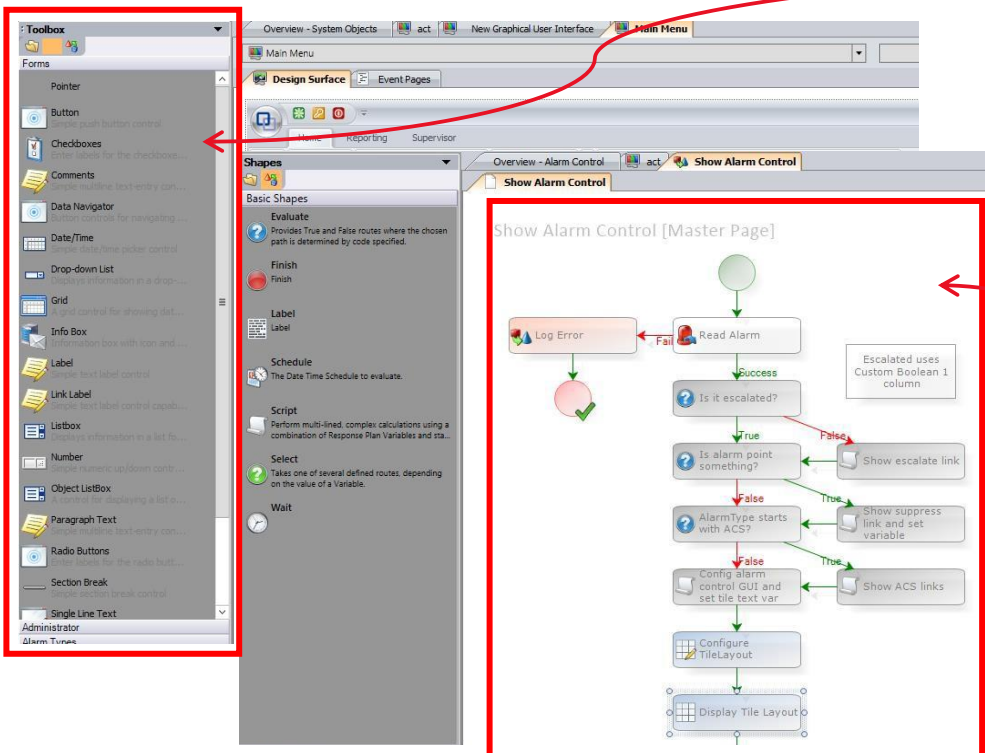 Toolbox
Forms
Pointer
Button
Simple push button control
Checkboxes
Enter labels for the checkboxes...
Comments
Simple multiline text-entry con...
Data Navigator
Button controls for navigating ...
Date/Time
Simple date/time picker control
Drop-down List
Displays information in a drop-...
Grid
A grid control for showing dat...
Info Box
Information box with icon and ...
Label
Simple text label control
Link Label
Simple text label control capab...
Listbox
Displays information in a list fo...
Number
Simple numeric up/down contr...
Object ListBox
A control for displaying a list o...
Paragraph Text
Simple multiline text-entry con...
Radio Buttons
Enter labels for the radio butt...
Section Break
Simple section break control
Single Line Text
Administrator
Alarm Types
Overview - System Objects
act
New Graphical User Interface
Main Menu
Main Menu
Design Surface
Event Pages
Home
Reporting
Supervisor
Shapes
Basic Shapes
Evaluate
Provides True and False routes where the chosen
path is determined by code specified.
Finish
Finish
Label
Label
Schedule
The Date Time Schedule to evaluate.
Script
Perform multi-lined, complex calculations using a
combination of Response Plan Variables and sta...
Select
Takes one of several defined routes, depending
on the value of a Variable.
Wait
Overview - Alarm Control
act
Show Alarm Control
Show Alarm Control
Show Alarm Control [Master Page]
Log Error
Fail
Read Alarm
Success
Escalated uses
Custom Boolean 1
column
Is it escalated?
True
False
Is alarm point
something?
Show escalate link
False
True
AlarmType starts
with ACS?
Show suppress
link and set
variable
False
True
Config alarm
control GUI and
set tile text var
Show ACS links
Configure
TileLayout
Display Tile Layout